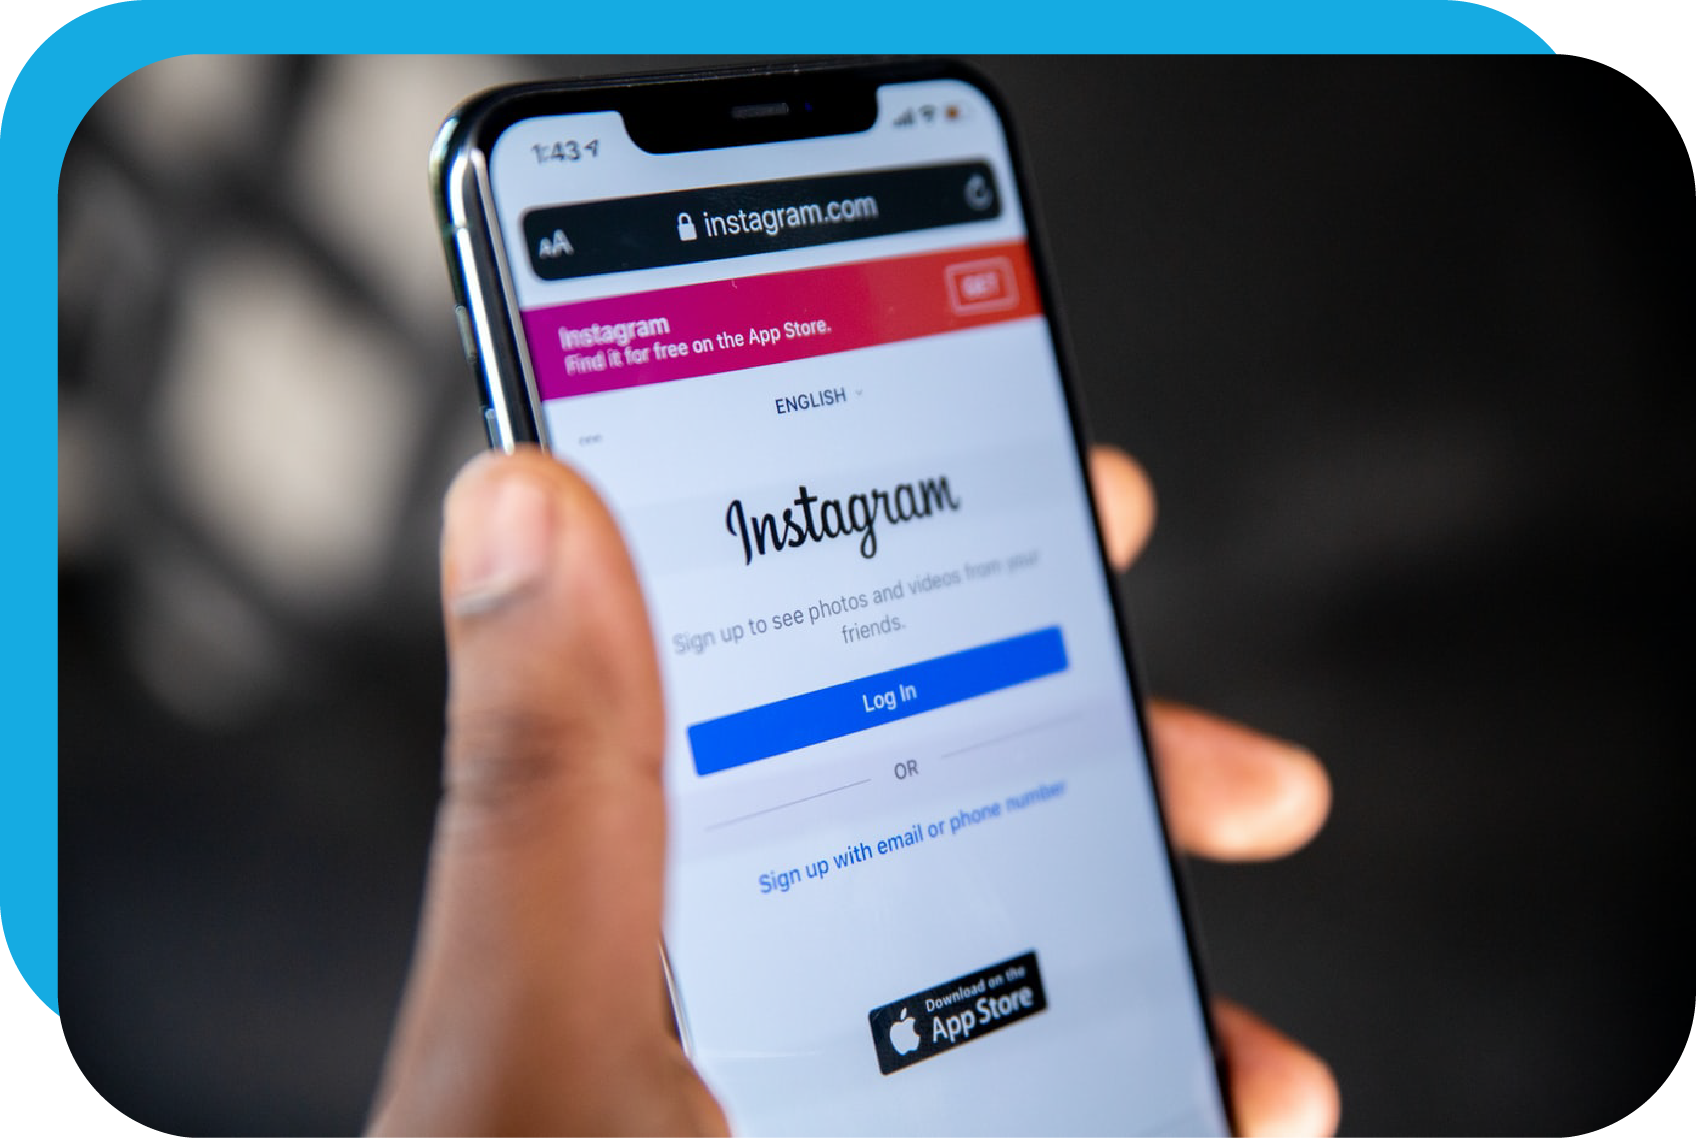 1:43
AA instagram.com
Instagram
GET
Find it for free on the App Store.
ENGLISH
Instagram
Sign up to see photos and videos from your
friends.
Log In
OR
Sign up with email or phone number
Download on the
App Store